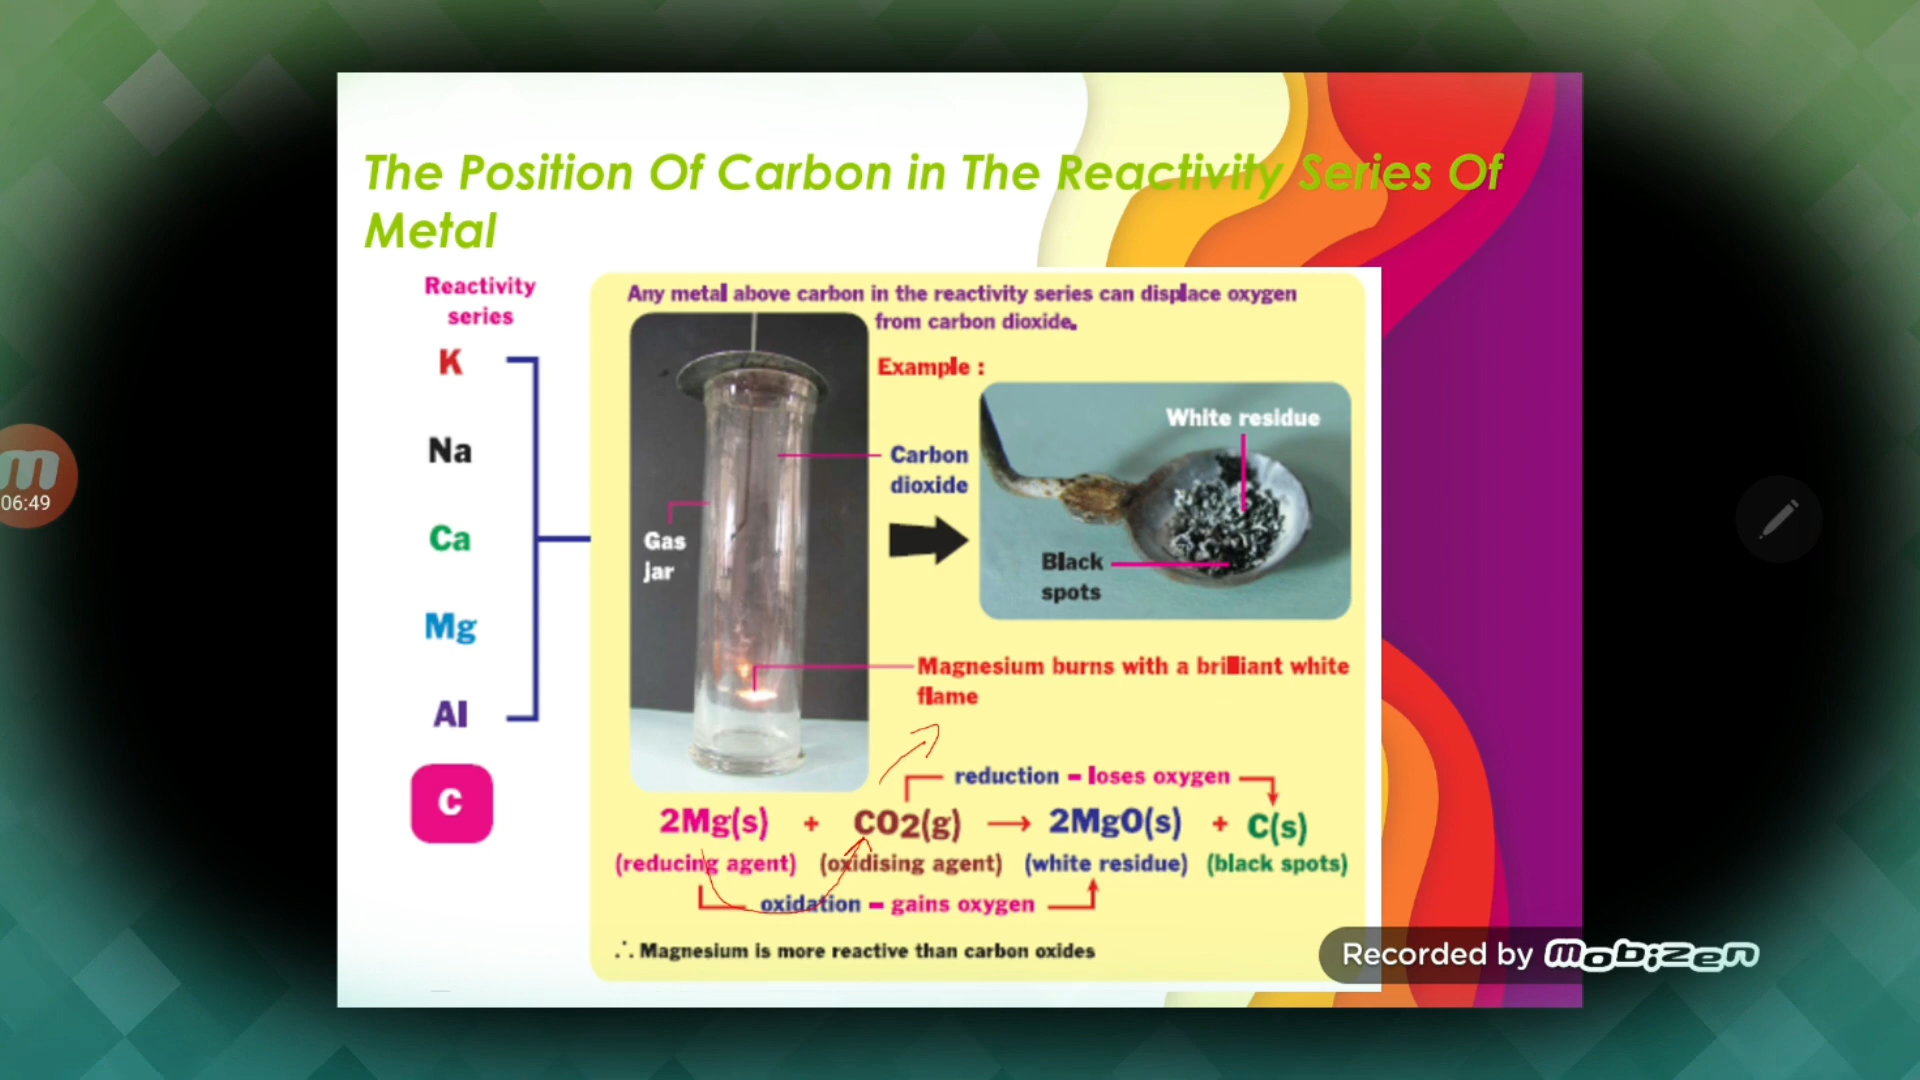 The Position Of Carbon in The Reactivity Series Of
Metal
Reactivity
series
K
Na
Ca
Mg
Al
C
Any metal above carbon in the reactivity series can displace oxygen
from carbon dioxide.
Example :
Carbon
dioxide
Gas
jar
White residue
Black
spots
Magnesium burns with a brilliant white
flame
reduction – loses oxygen
2Mg(s) + CO2(g) → 2MgO(s) + C(s)
(reducing agent) (oxidising agent) (white residue) (black spots)
oxidation – gains oxygen
∴ Magnesium is more reactive than carbon oxides
m
06:49
Recorded by mobizen